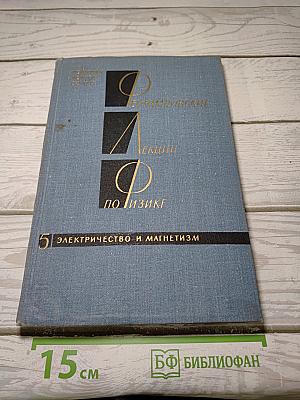 Фейнмановские
Лекции
по Физике
5 ЭЛЕКТРИЧЕСТВО И МАГНЕТИЗМ
15 см
БФ БИБЛИОФАН